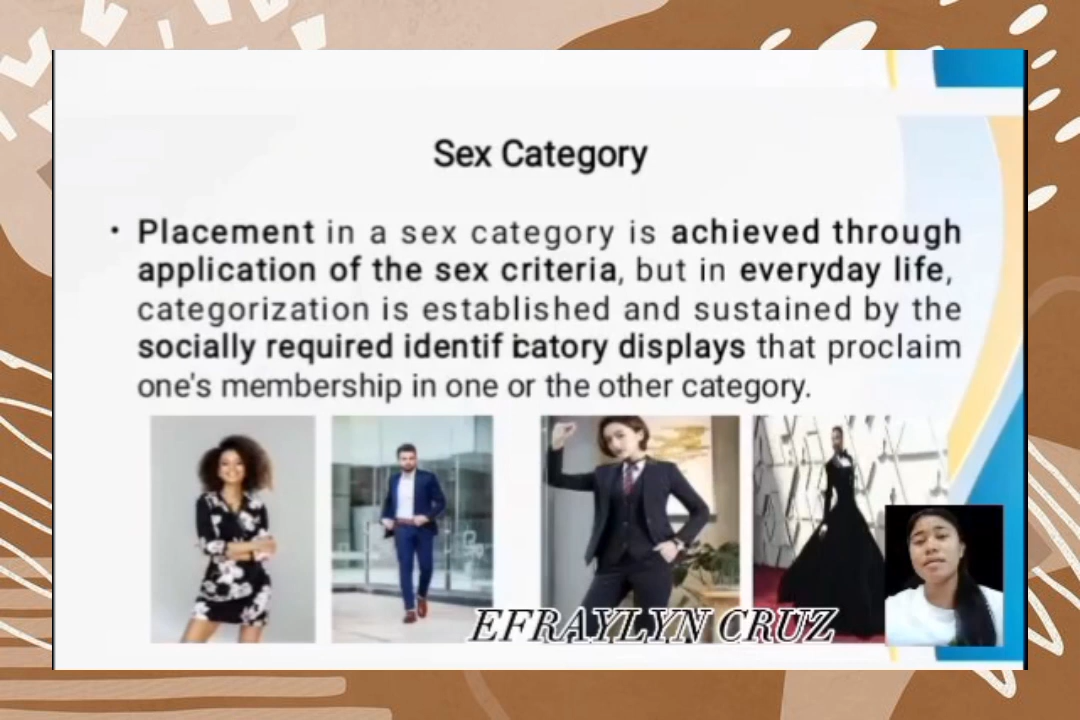 Sex Category
• Placement in a sex category is achieved through
application of the sex criteria, but in everyday life,
categorization is established and sustained by the
socially required identif icatory displays that proclaim
one's membership in one or the other category.
EFRAYLYN CRUZ